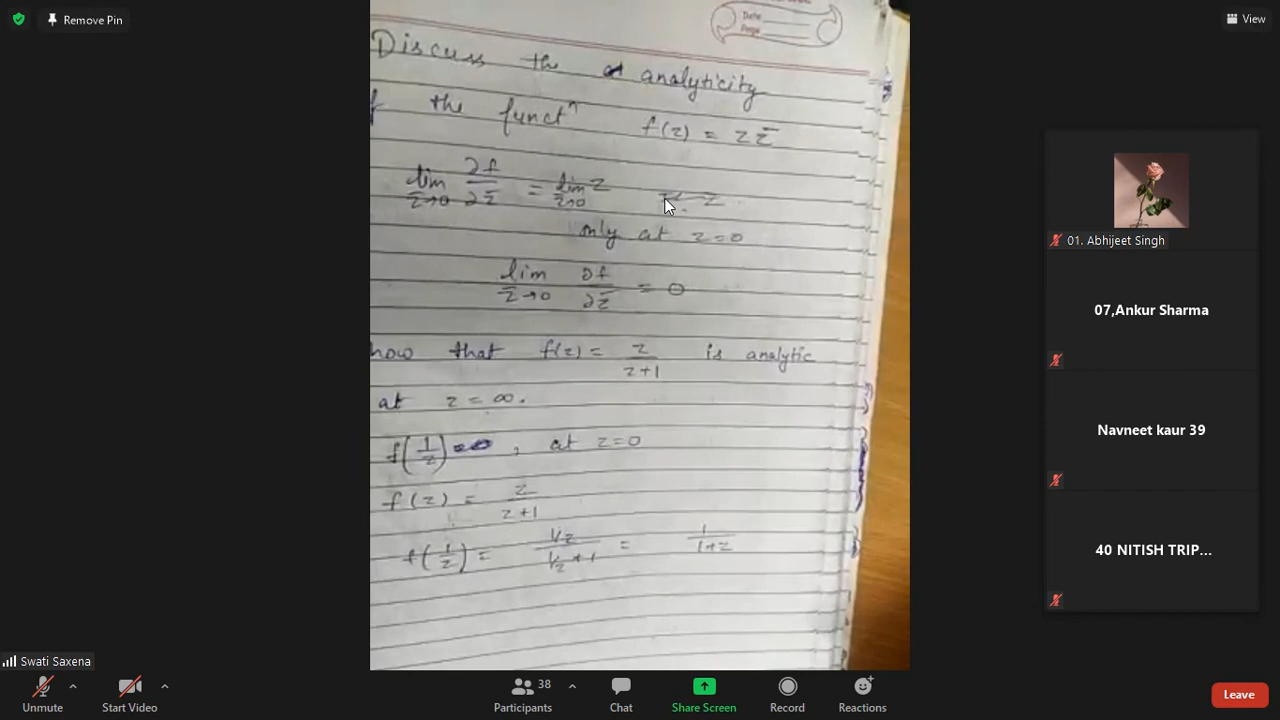 Remove Pin
View
Date
Page
Discuss the analyticity
f the functⁿ f(z) = z z̄
lim z̄→0 ∂f/∂z̄ = lim z̄→0 z
only at z=0
lim z̄→0 ∂f/∂z̄ = 0
how that f(z) = z/z+1 is analytic
at z = ∞.
f(1/z) , at z=0
f(z) = z/z+1
f(1/z) = 1/z/1/z+1 = 1/1+z
01. Abhijeet Singh
07,Ankur Sharma
Navneet kaur 39
40 NITISH TRIP...
Swati Saxena
Unmute
Start Video
38
Participants
Chat
Share Screen
Record
Reactions
Leave